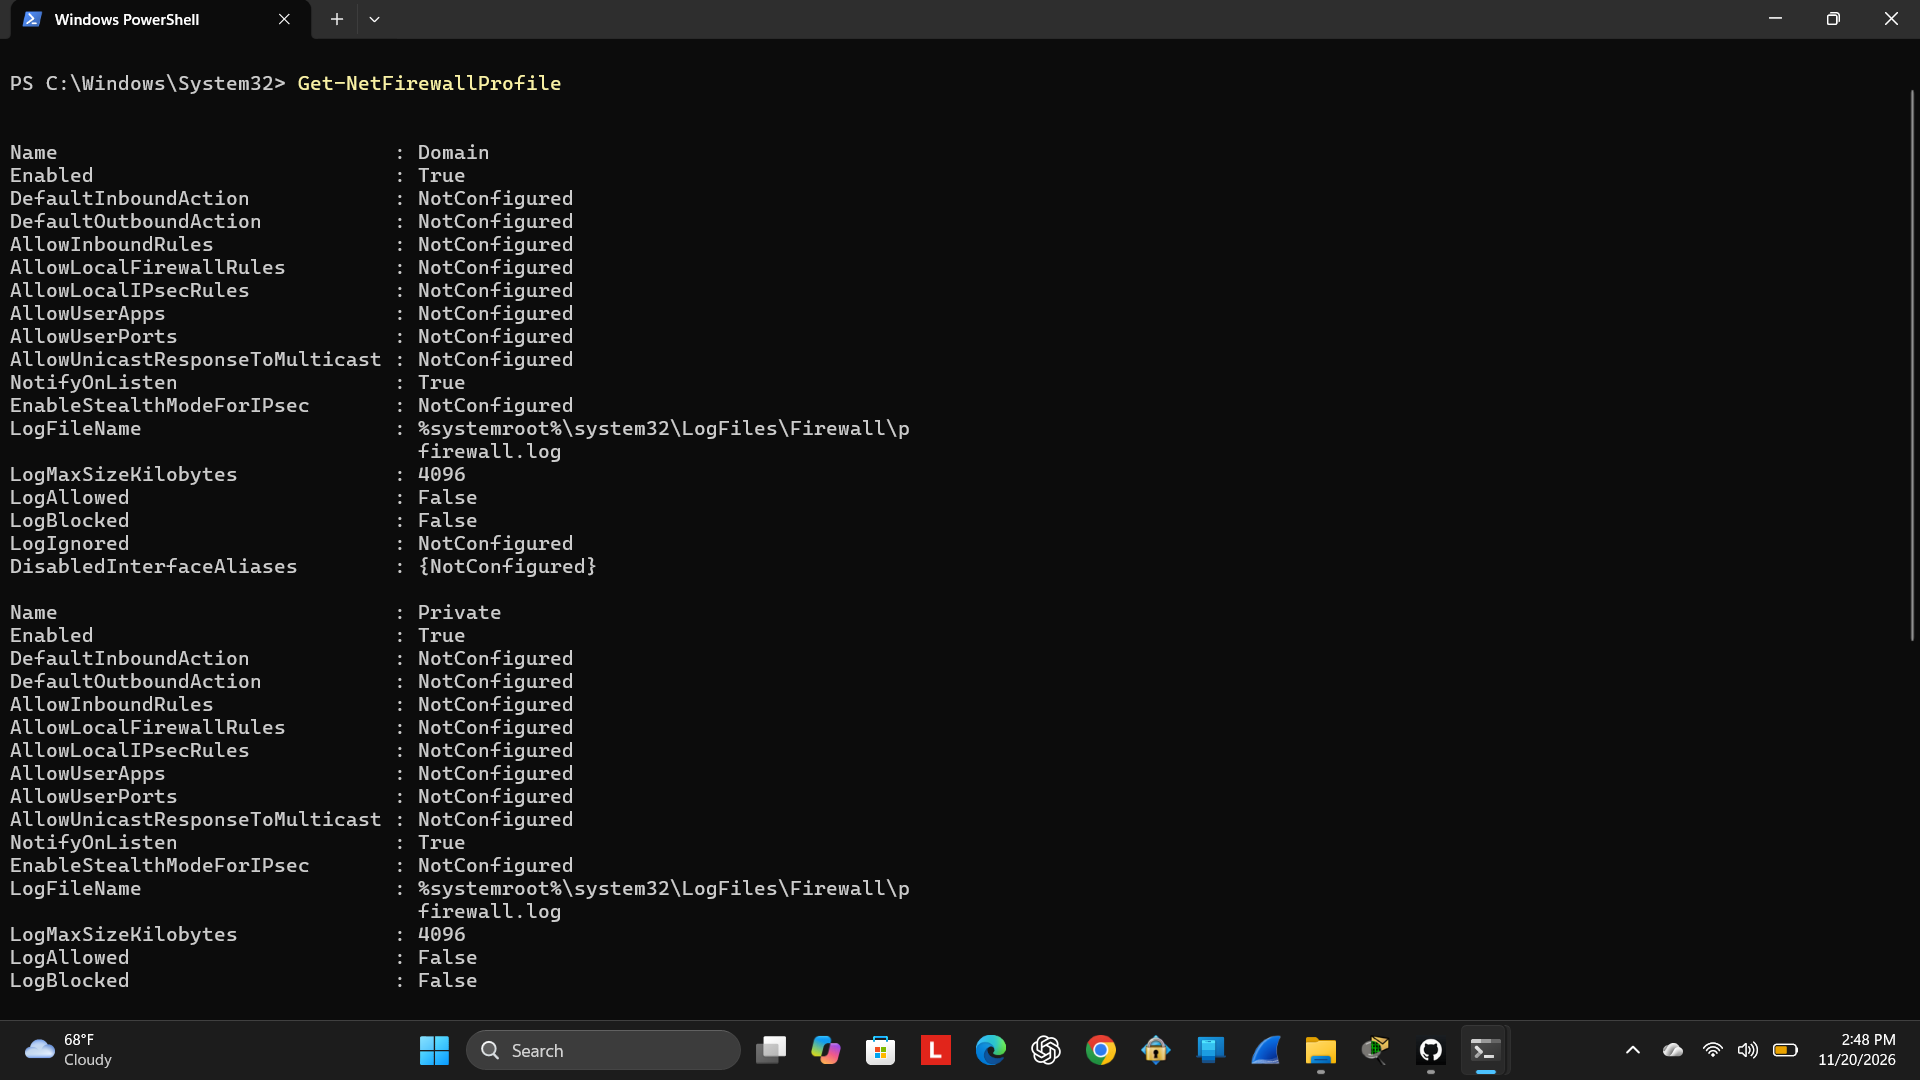 Windows PowerShell
PS C:\Windows\System32> Get-NetFirewallProfile
Name : Domain
Enabled : True
DefaultInboundAction : NotConfigured
DefaultOutboundAction : NotConfigured
AllowInboundRules : NotConfigured
AllowLocalFirewallRules : NotConfigured
AllowLocalIPsecRules : NotConfigured
AllowUserApps : NotConfigured
AllowUserPorts : NotConfigured
AllowUnicastResponseToMulticast : NotConfigured
NotifyOnListen : True
EnableStealthModeForIPsec : NotConfigured
LogFileName : %systemroot%\system32\LogFiles\Firewall\p
firewall.log
LogMaxSizeKilobytes : 4096
LogAllowed : False
LogBlocked : False
LogIgnored : NotConfigured
DisabledInterfaceAliases : {NotConfigured}
Name : Private
Enabled : True
DefaultInboundAction : NotConfigured
DefaultOutboundAction : NotConfigured
AllowInboundRules : NotConfigured
AllowLocalFirewallRules : NotConfigured
AllowLocalIPsecRules : NotConfigured
AllowUserApps : NotConfigured
AllowUserPorts : NotConfigured
AllowUnicastResponseToMulticast : NotConfigured
NotifyOnListen : True
EnableStealthModeForIPsec : NotConfigured
LogFileName : %systemroot%\system32\LogFiles\Firewall\p
firewall.log
LogMaxSizeKilobytes : 4096
LogAllowed : False
LogBlocked : False
68°F
Cloudy
Search
L
2:48 PM
11/20/2026